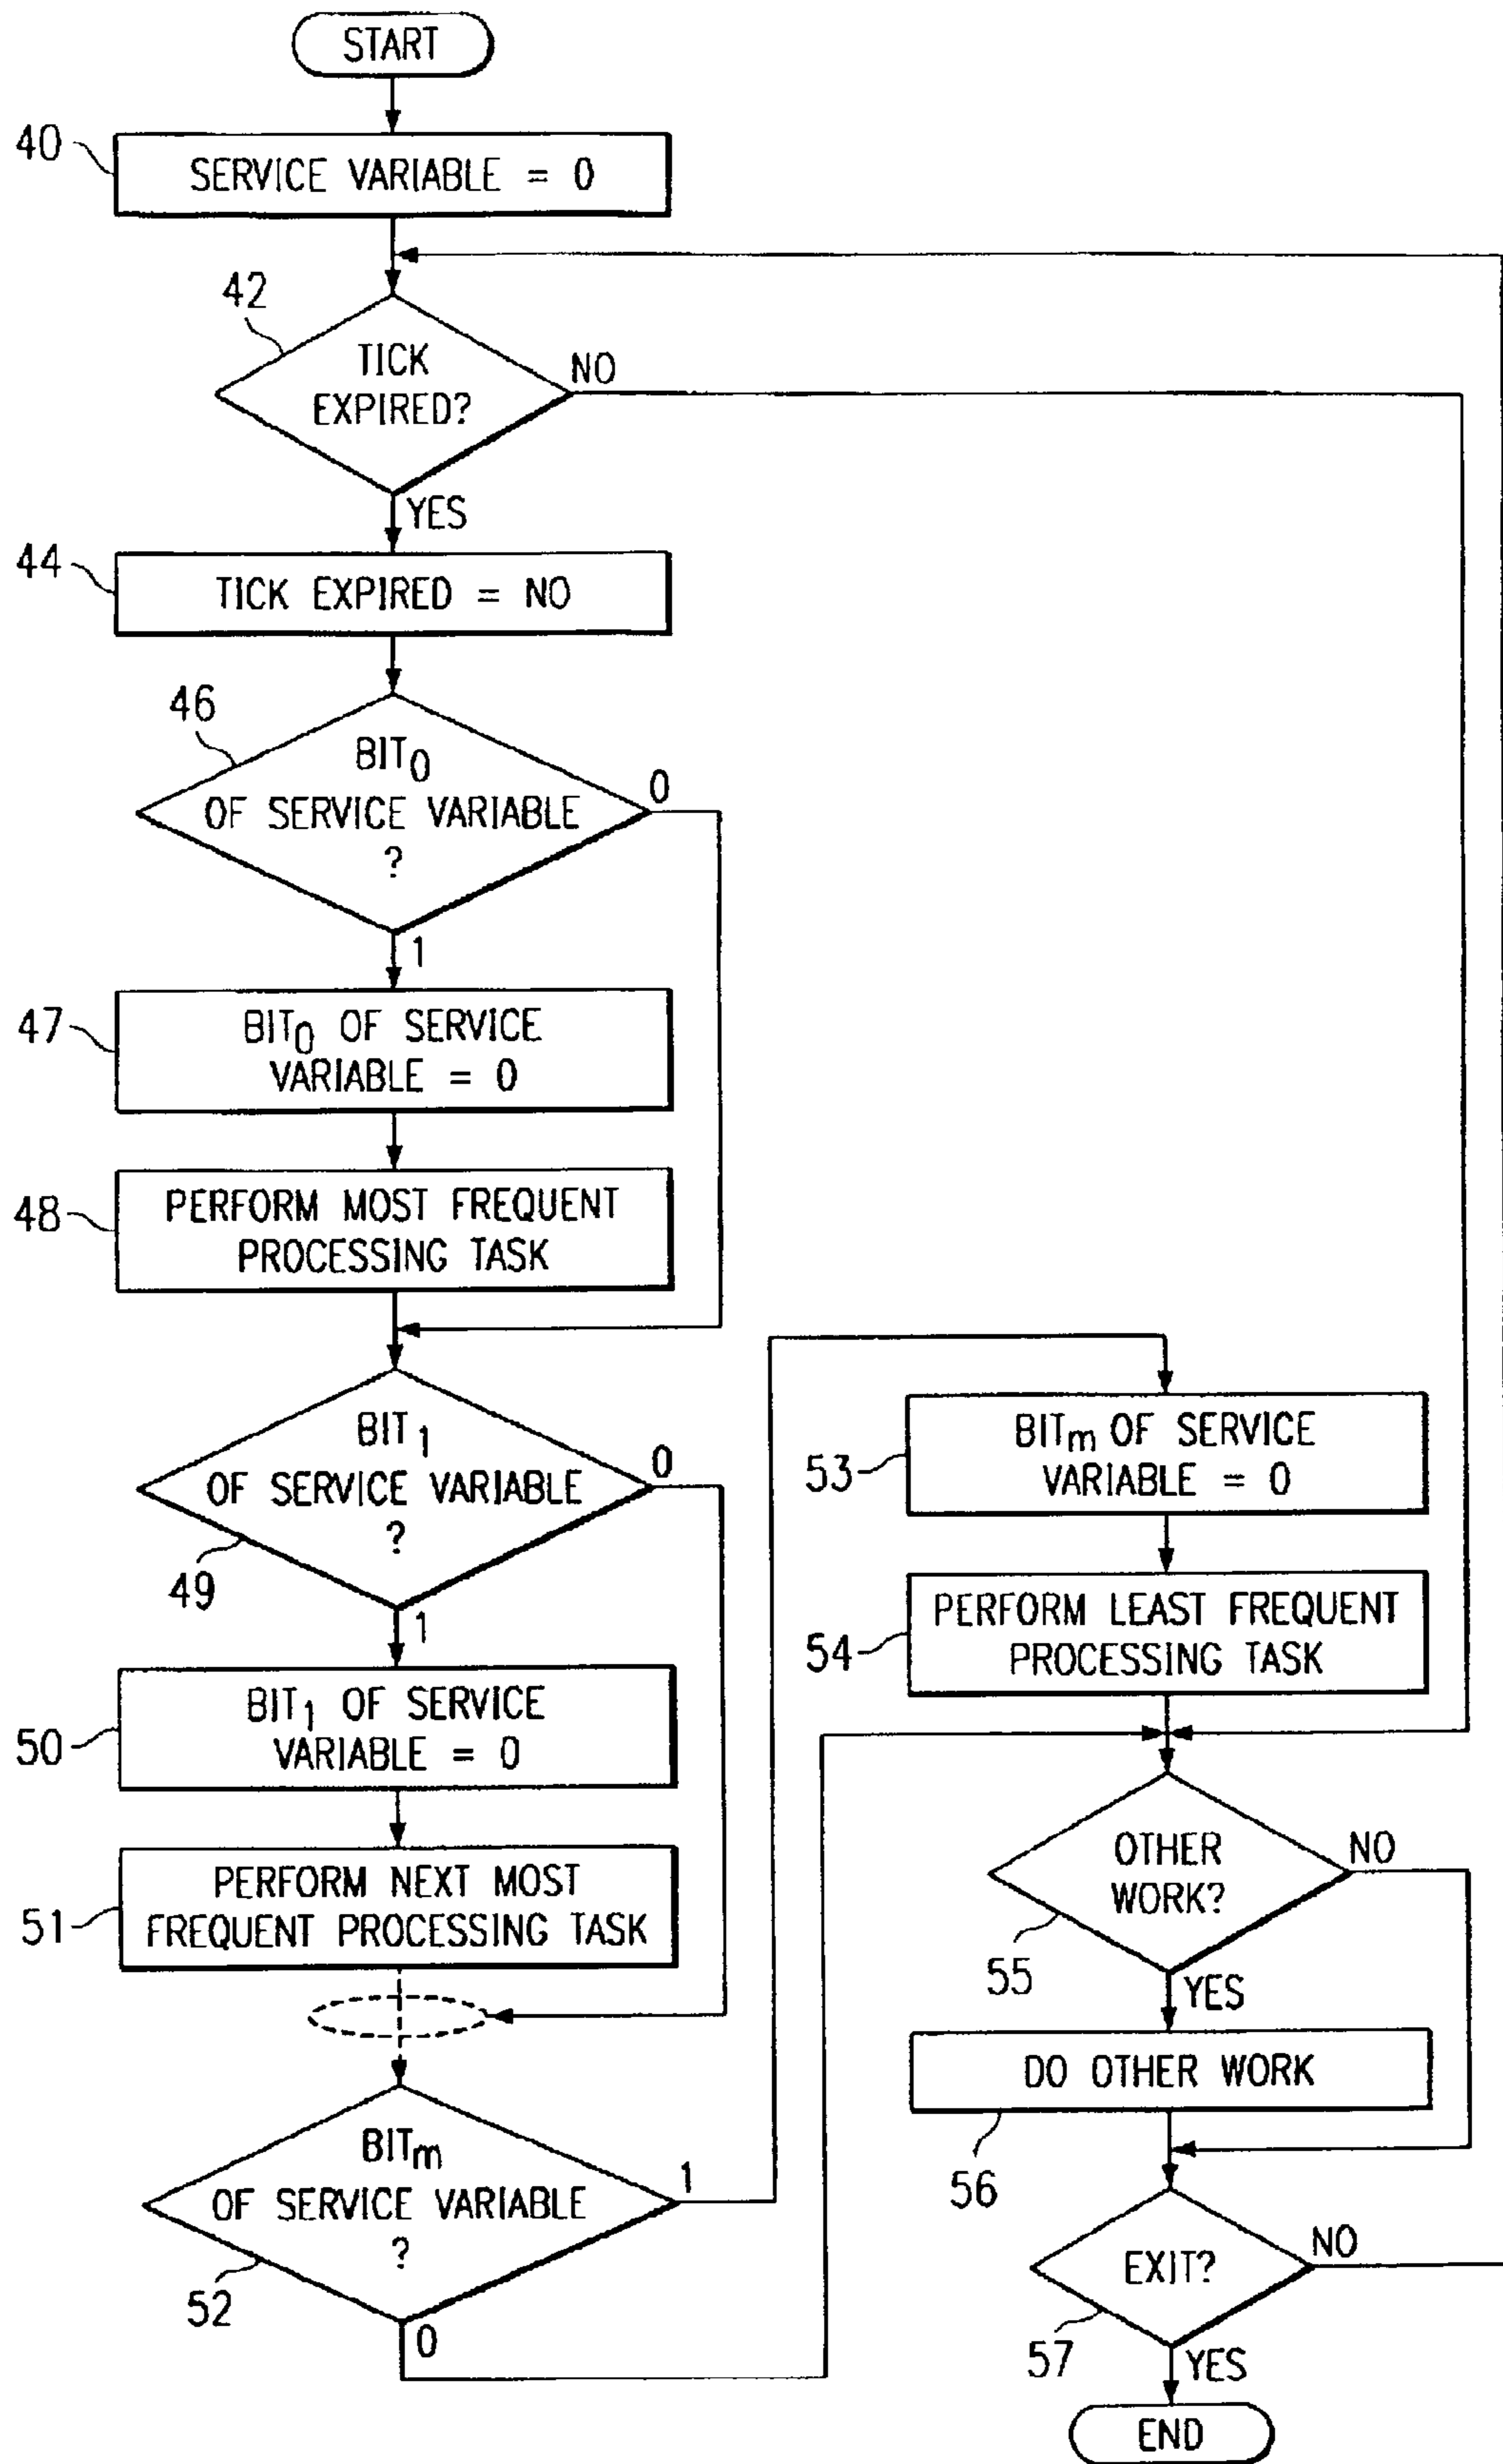 START
40
SERVICE VARIABLE = 0
42
TICK
EXPIRED?
NO
YES
44
TICK EXPIRED = NO
46
BIT0
OF SERVICE VARIABLE
?
0
1
47
BIT0 OF SERVICE
VARIABLE = 0
48
PERFORM MOST FREQUENT
PROCESSING TASK
BIT1
OF SERVICE VARIABLE
?
0
49
1
50
BIT1 OF SERVICE
VARIABLE = 0
51
PERFORM NEXT MOST
FREQUENT PROCESSING TASK
BITm
OF SERVICE VARIABLE
?
1
52
0
53
BITm OF SERVICE
VARIABLE = 0
54
PERFORM LEAST FREQUENT
PROCESSING TASK
OTHER
WORK?
NO
55
YES
DO OTHER WORK
56
EXIT?
NO
57
YES
END